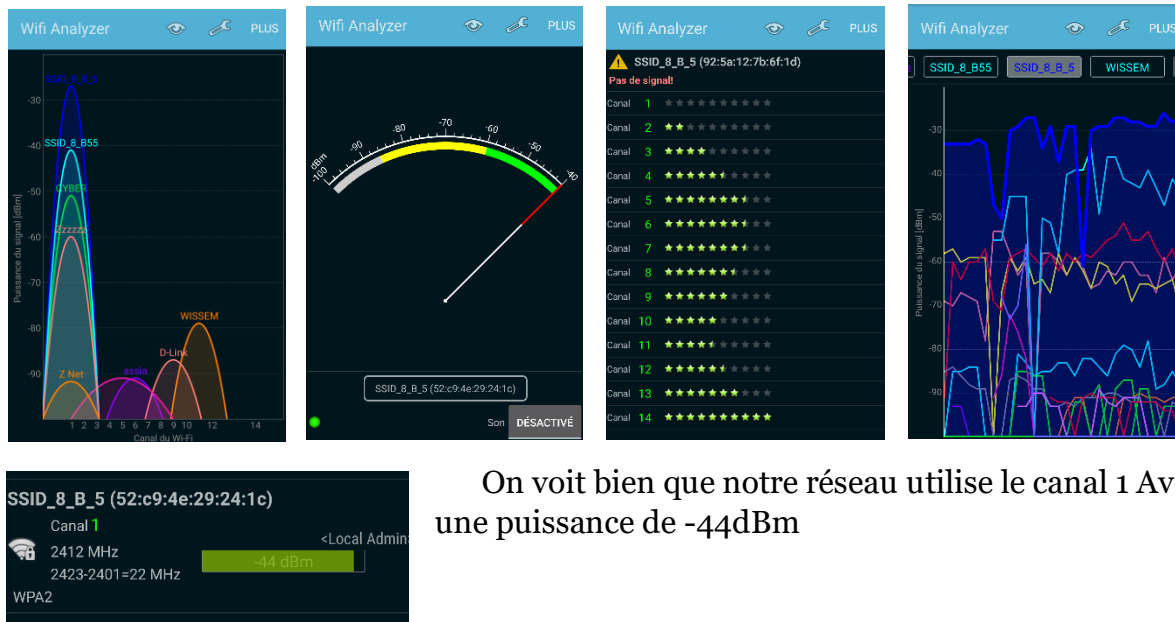 Wifi Analyzer PLUS
SSID_8_B_5
SSID_8_B55
CYBER
Zzzzzz
WISSEM
D-Link
assia
Z Net
-30
-40
-50
-60
-70
-80
-90
Puissance du signal [dBm]
1 2 3 4 5 6 7 8 9 10 12 14
Canal du Wi-Fi
Wifi Analyzer PLUS
dBm
-100 -90 -80 -70 -60 -50 -40
SSID_8_B_5 (52:c9:4e:29:24:1c)
Son DÉSACTIVÉ
Wifi Analyzer PLUS
SSID_8_B_5 (92:5a:12:7b:6f:1d)
Pas de signal!
Canal 1
Canal 2
Canal 3
Canal 4
Canal 5
Canal 6
Canal 7
Canal 8
Canal 9
Canal 10
Canal 11
Canal 12
Canal 13
Canal 14
Wifi Analyzer PLUS
SSID_8_B55 SSID_8_B_5 WISSEM
-30
-40
-50
-60
-70
-80
-90
Puissance du signal [dBm]
SSID_8_B_5 (52:c9:4e:29:24:1c)
Canal 1
<Local Admin>
2412 MHz
-44 dBm
2423-2401=22 MHz
WPA2
On voit bien que notre réseau utilise le canal 1 Av
une puissance de -44dBm